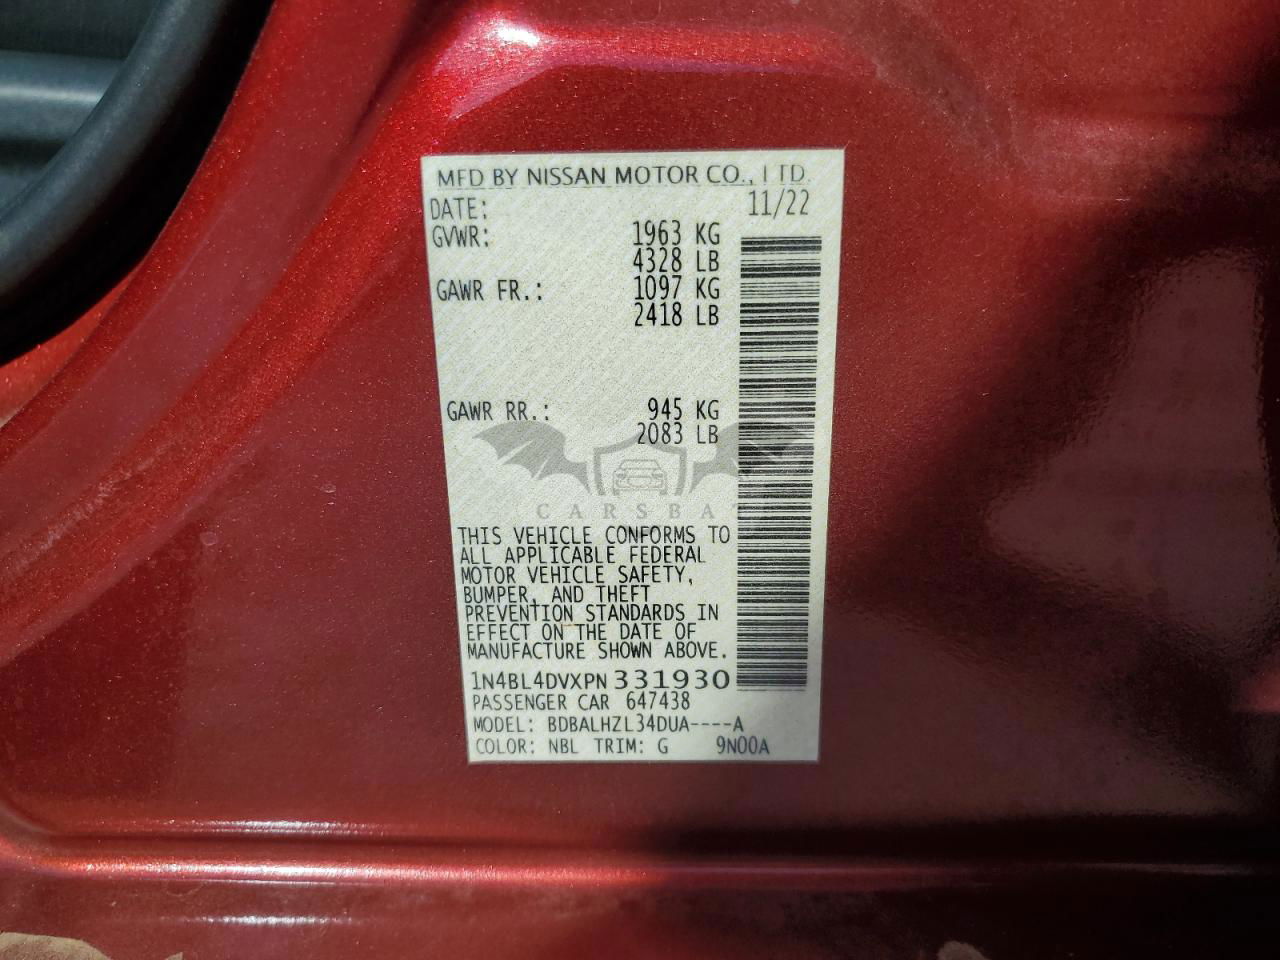 MFD BY NISSAN MOTOR CO., LTD.
DATE: 11/22
GVWR: 1963 KG
4328 LB
GAWR FR.: 1097 KG
2418 LB
GAWR RR.: 945 KG
2083 LB
CARSBAT
THIS VEHICLE CONFORMS TO
ALL APPLICABLE FEDERAL
MOTOR VEHICLE SAFETY,
BUMPER, AND THEFT
PREVENTION STANDARDS IN
EFFECT ON THE DATE OF
MANUFACTURE SHOWN ABOVE.
1N4BL4DVXPN331930
PASSENGER CAR 647438
MODEL: BDBALHZL34DUA----A
COLOR: NBL TRIM: G 9N00A